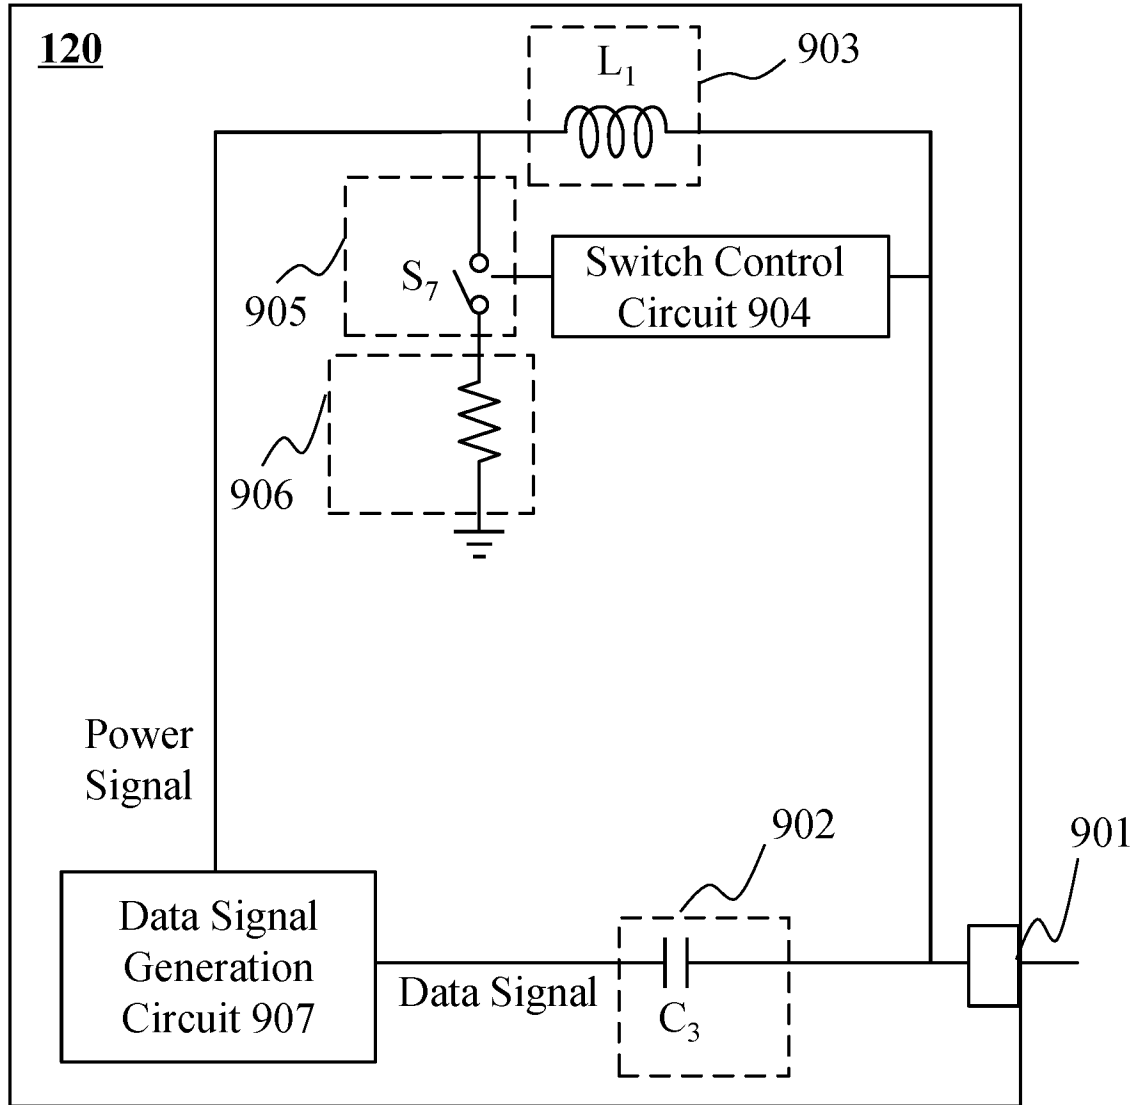 120
L1
903
S7
Switch Control
Circuit 904
905
906
Power
Signal
902
901
Data Signal
Generation
Circuit 907
Data Signal
C3